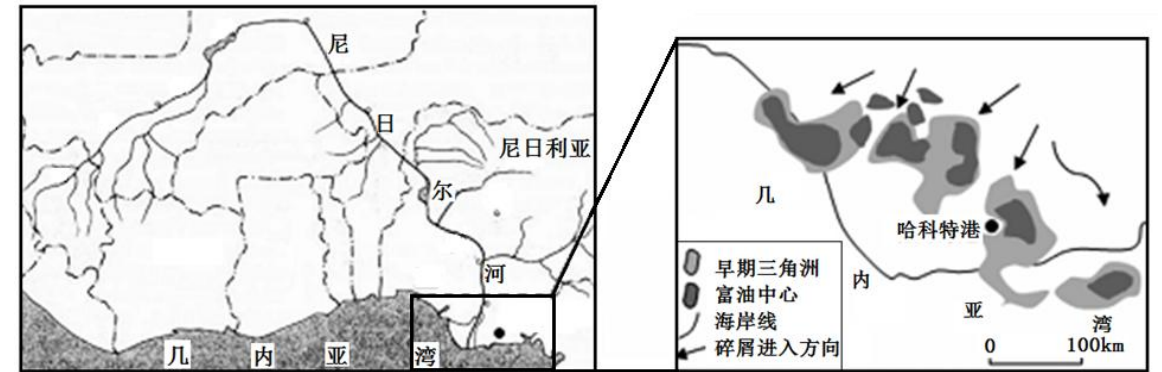 尼
日
尔
河
尼日利亚
几 内 亚 湾
几
内
亚
湾
哈科特港
早期三角洲
富油中心
海岸线
碎屑进入方向
0 100km